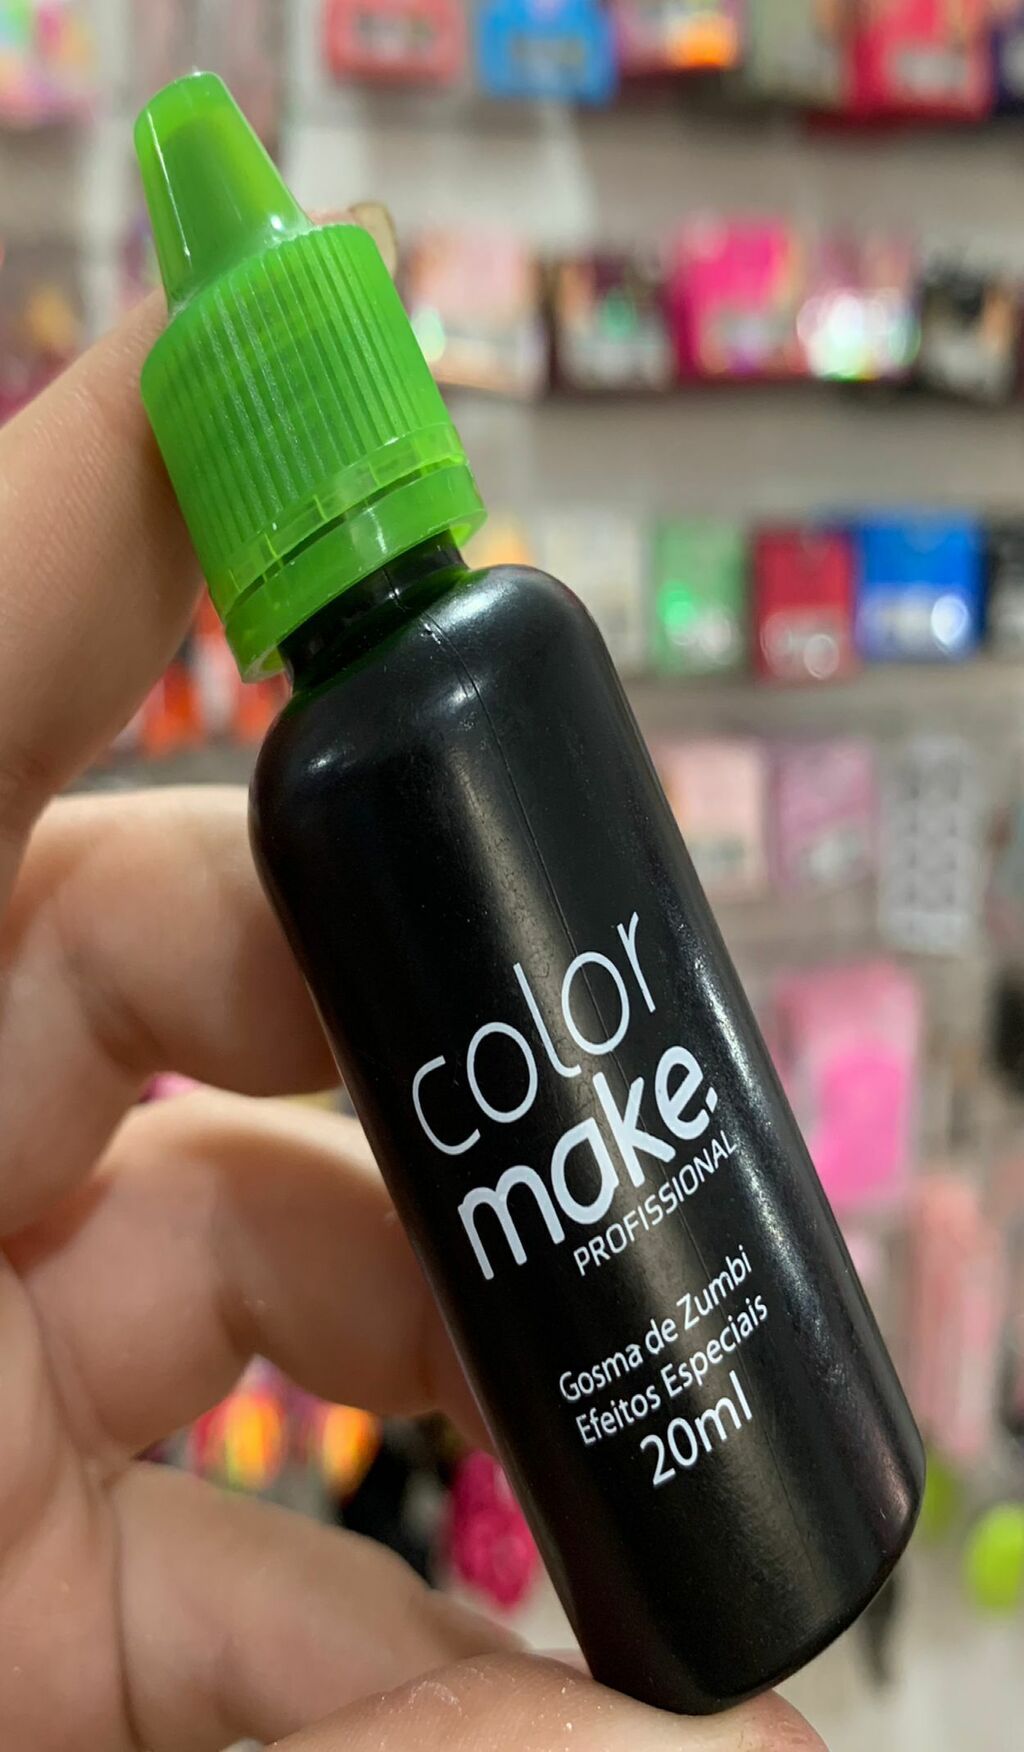 color
make.
PROFISSIONAL
Gosma de Zumbi
Efeitos Especiais
20ml